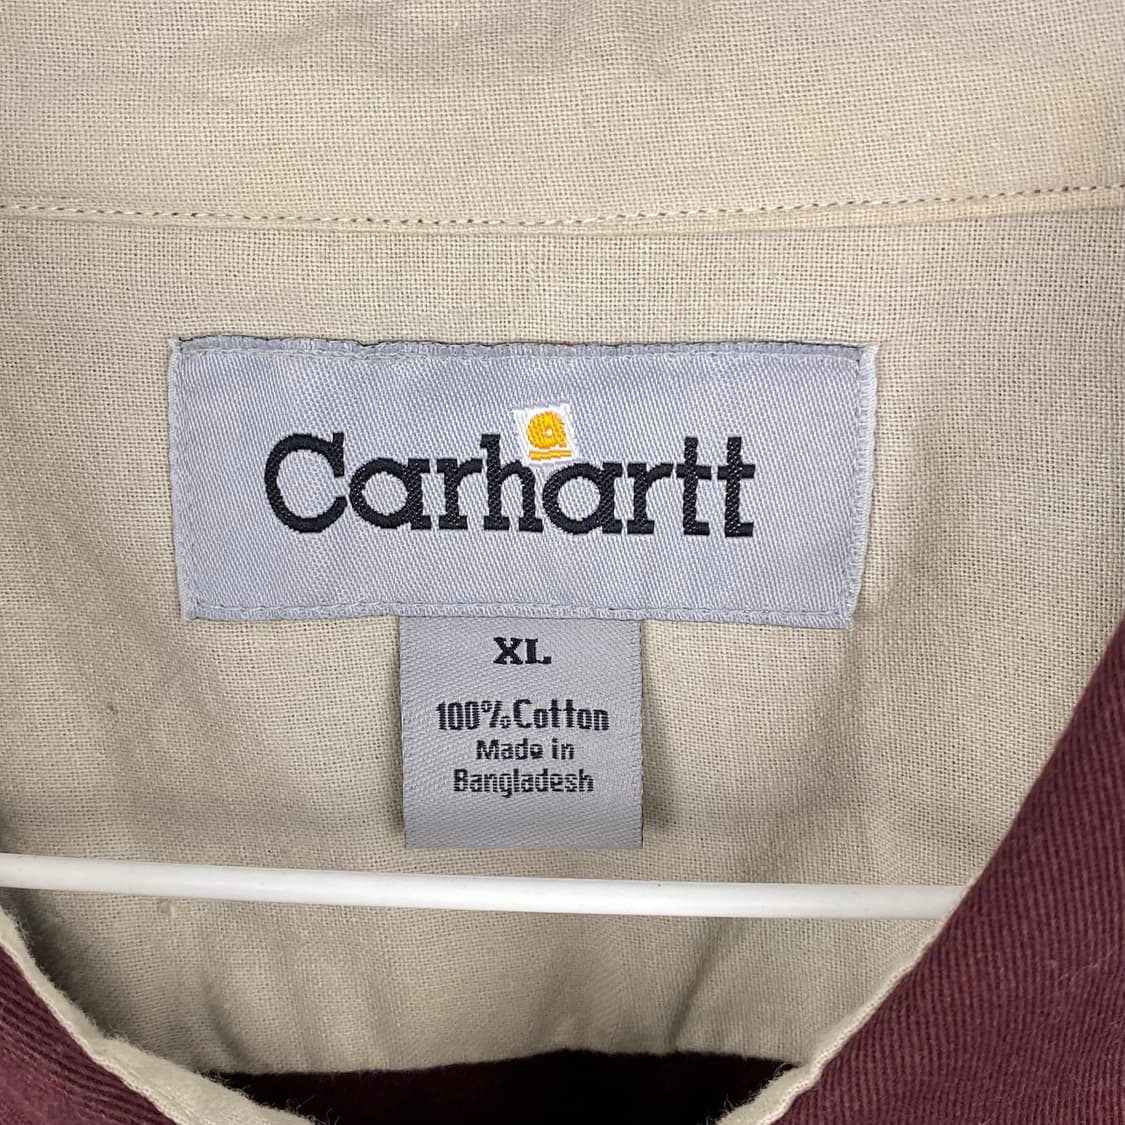 Carhartt
XL
100% Cotton
Made in
Bangladesh